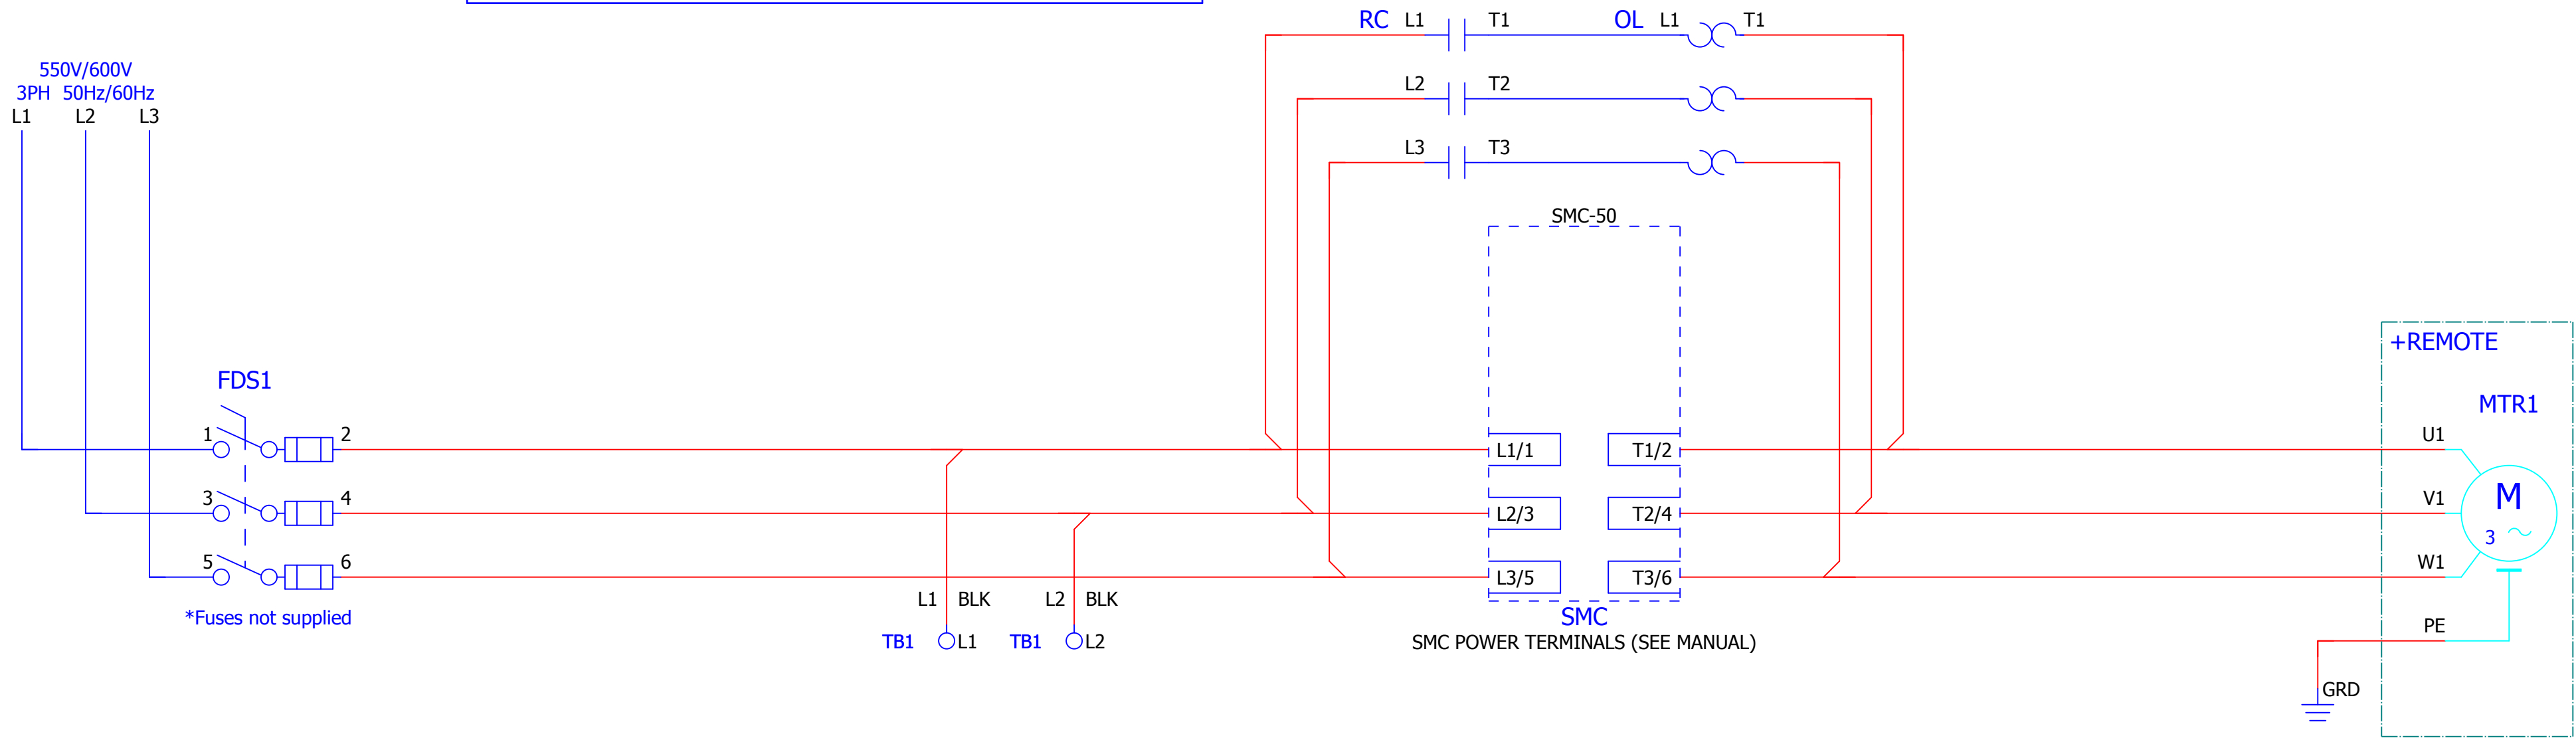 RC L1 T1 OL L1 T1
L2 T2
L3 T3
550V/600V
3PH 50Hz/60Hz
L1 L2 L3
SMC-50
+REMOTE
MTR1
FDS1
1 2 L1/1 T1/2 U1
3 4 L2/3 T2/4 V1
M
3
5 6 L3/5 T3/6 W1
*Fuses not supplied
L1 BLK L2 BLK
SMC
TB1 L1 TB1 L2
SMC POWER TERMINALS (SEE MANUAL)
PE
GRD